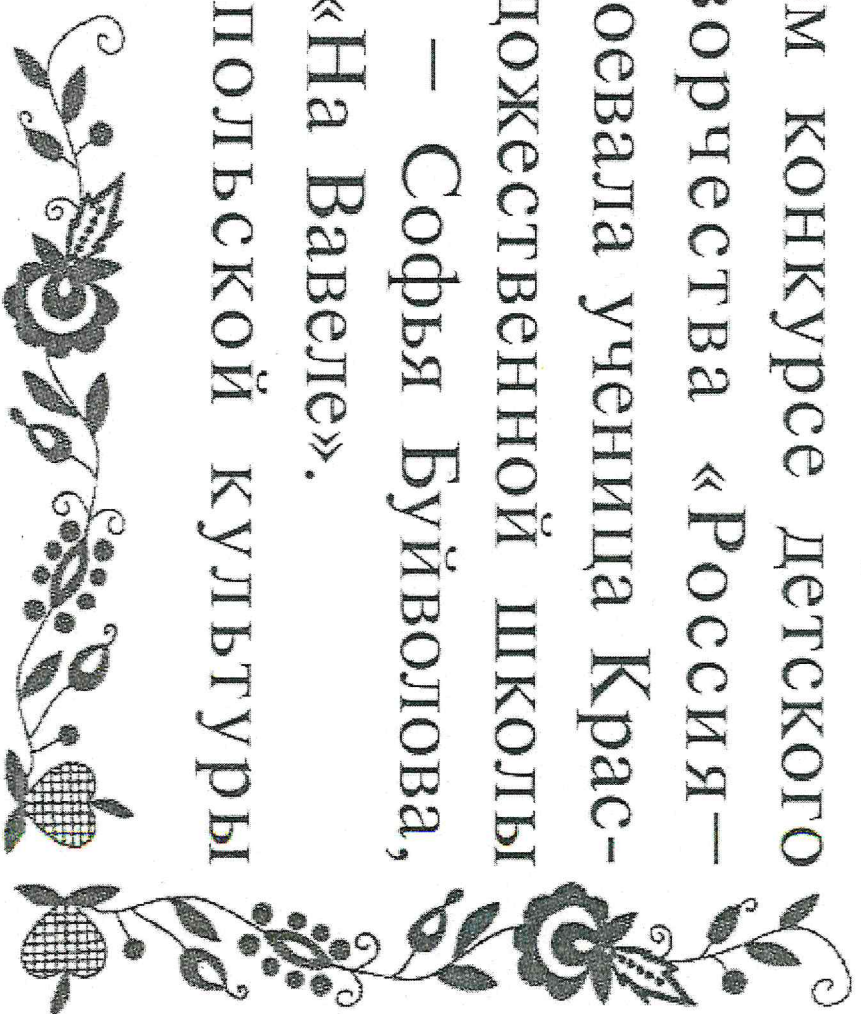 м конкурсе детского
ворчества «Россия–
оевала ученица Крас-
дожественной школы
– Софья Буйволова,
«На Вавеле».
польской культуры